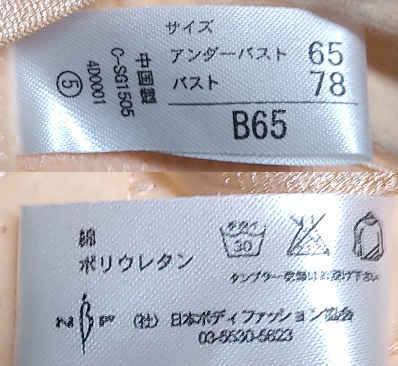 サイズ
アンダーバスト 65
バスト 78
B65
中国製
C-SG1505
4D0001
⑤
綿
ポリウレタン
手洗イ
30
タンブラー乾燥はお避け下さい
NBF (社) 日本ボディファッション協会
03-5530-5623